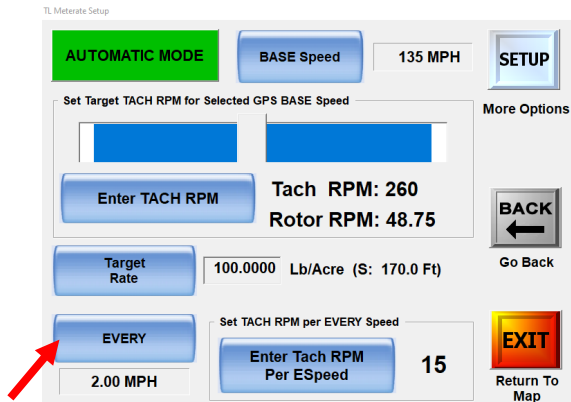 TL Meterate Setup
AUTOMATIC MODE
BASE Speed
135 MPH
SETUP
More Options
Set Target TACH RPM for Selected GPS BASE Speed
Enter TACH RPM
Tach RPM: 260
Rotor RPM: 48.75
BACK
Go Back
Target
Rate
100.0000 Lb/Acre (S: 170.0 Ft)
EVERY
2.00 MPH
Set TACH RPM per EVERY Speed
Enter Tach RPM
Per ESpeed
15
EXIT
Return To
Map